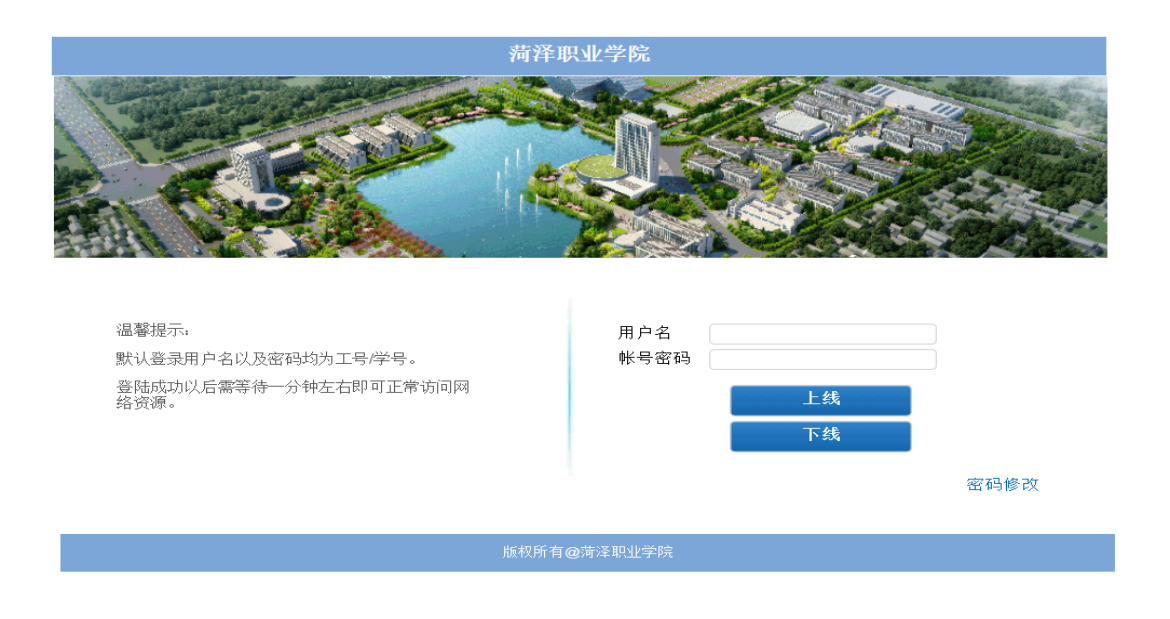 菏泽职业学院
温馨提示:
默认登录用户名以及密码均为工号/学号。
登陆成功以后需等待一分钟左右即可正常访问网
络资源。
用户名
帐号密码
上线
下线
密码修改
版权所有@菏泽职业学院